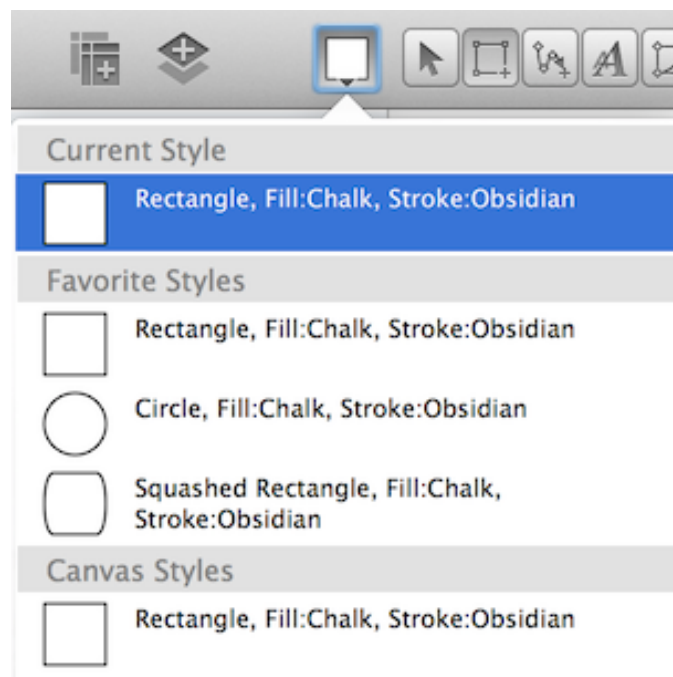 Current Style
Rectangle, Fill:Chalk, Stroke:Obsidian
Favorite Styles
Rectangle, Fill:Chalk, Stroke:Obsidian
Circle, Fill:Chalk, Stroke:Obsidian
Squashed Rectangle, Fill:Chalk,
Stroke:Obsidian
Canvas Styles
Rectangle, Fill:Chalk, Stroke:Obsidian